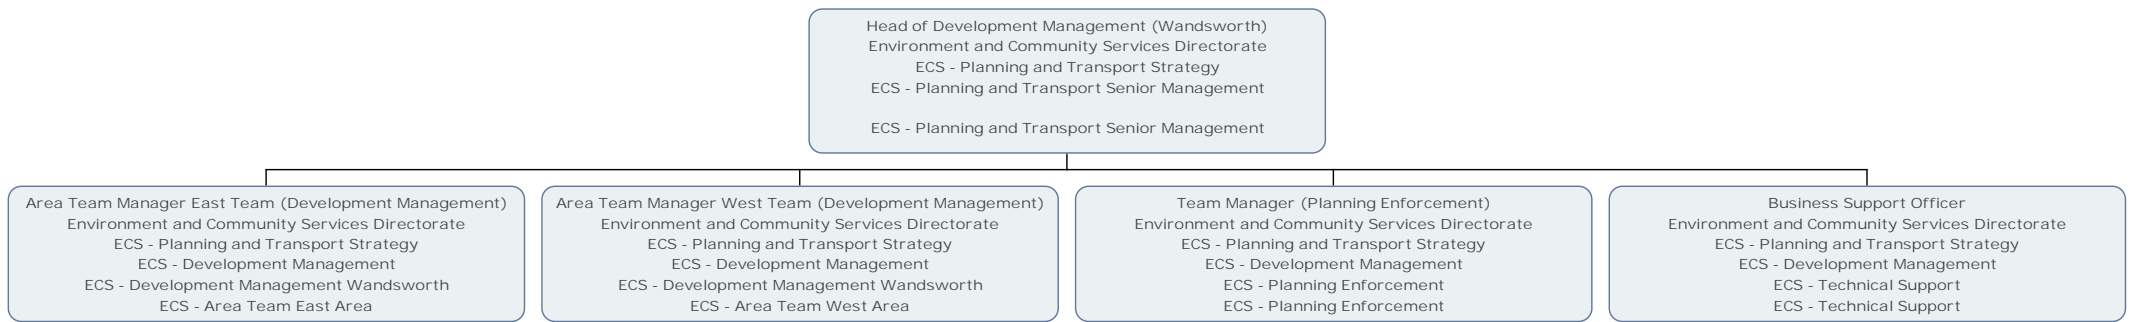 Head of Development Management (Wandsworth)
Environment and Community Services Directorate
ECS - Planning and Transport Strategy
ECS - Planning and Transport Senior Management
ECS - Planning and Transport Senior Management
Area Team Manager East Team (Development Management)
Environment and Community Services Directorate
ECS - Planning and Transport Strategy
ECS - Development Management
ECS - Development Management Wandsworth
ECS - Area Team East Area
Area Team Manager West Team (Development Management)
Environment and Community Services Directorate
ECS - Planning and Transport Strategy
ECS - Development Management
ECS - Development Management Wandsworth
ECS - Area Team West Area
Team Manager (Planning Enforcement)
Environment and Community Services Directorate
ECS - Planning and Transport Strategy
ECS - Development Management
ECS - Planning Enforcement
ECS - Planning Enforcement
Business Support Officer
Environment and Community Services Directorate
ECS - Planning and Transport Strategy
ECS - Development Management
ECS - Technical Support
ECS - Technical Support